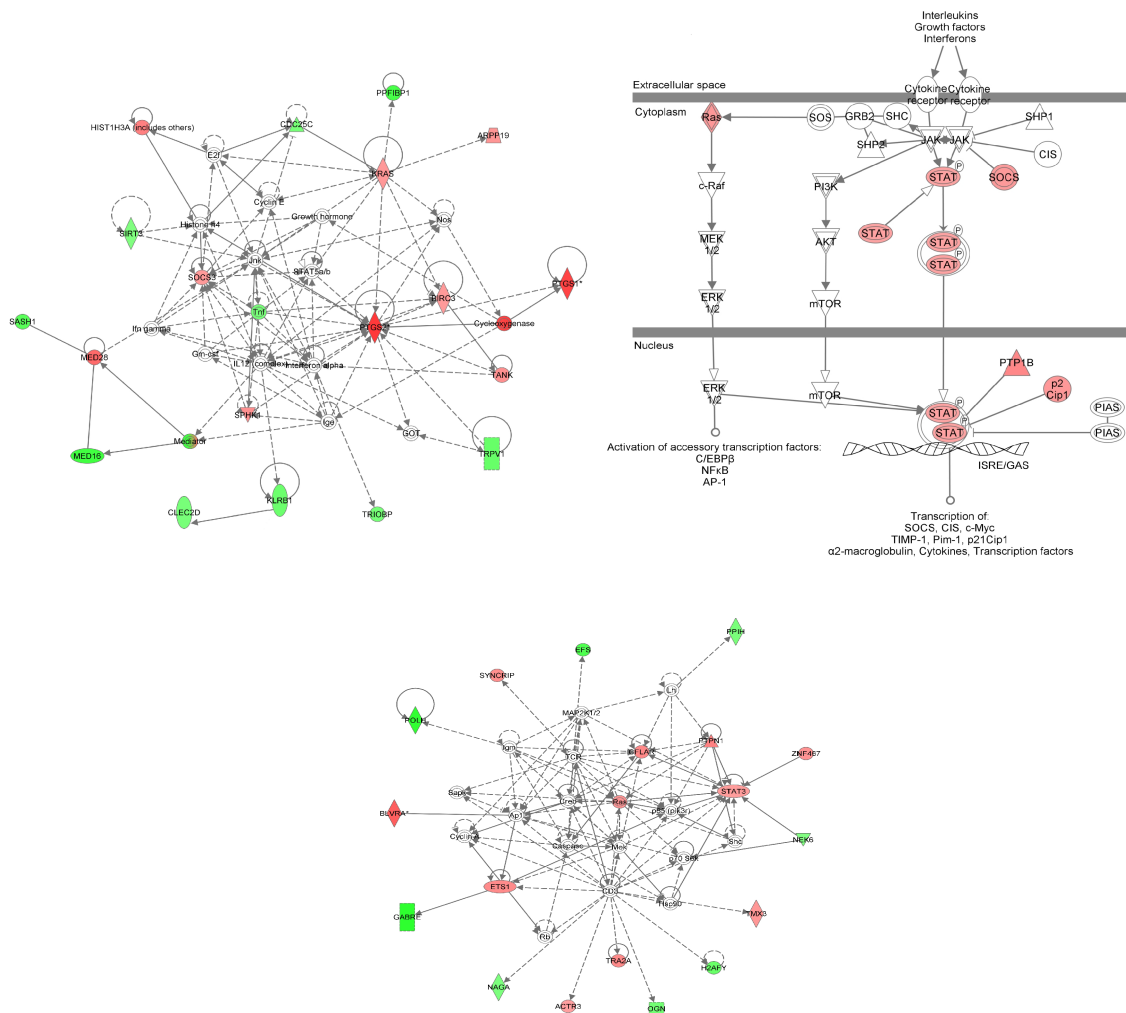 PPFIBP1
HIST1H3A (includes others)
CDC25C
ARPP19
E2f
KRAS
Cyclin E
Growth hormone
Nos
Histone h4
SIRT3
Jnk
STAT5a/b
SOCS3
PTGS1*
BIRC3
Tnf
SASH1
Ifn gamma
PTGS2*
Cyclooxygenase
MED28
Gm-csf
IL12 (complex)
Interferon alpha
TANK
SPHK1
Ige
GOT
Mediator
MED16
TRPV1
KLRB1
CLEC2D
TRIOBP
Interleukins
Growth factors
Interferons
Extracellular space
Cytokine
receptor
Cytokine
receptor
Cytoplasm
Ras
SOS
GRB2
SHC
SHP1
SHP2
JAK
JAK
CIS
P
c-Raf
PI3K
STAT
SOCS
STAT
P
MEK
1/2
AKT
STAT
P
STAT
ERK
1/2
mTOR
Nucleus
PTP1B
p2
Cip1
ERK
1/2
mTOR
P
STAT
P
STAT
PIAS
PIAS
Activation of accessory transcription factors:
C/EBPβ
NFκB
AP-1
ISRE/GAS
Transcription of:
SOCS, CIS, c-Myc
TIMP-1, Pim-1, p21Cip1
α2-macroglobulin, Cytokines, Transcription factors
PPIH
EFS
SYNCRIP
Lh
MAP2K1/2
POLH
Igm
TCR
CFLAR
PTPN1
ZNF467
Sapk
Creb
Ras
STAT3
BLVRA*
Ap1
p85 (pik3r)
Cyclin A
Caspase
Mek
Shc
NEK6
p70 S6k
ETS1
CD3
Hsp90
GABRE
TMX3
Rb
TRA2A
H2AFY
NAGA
ACTR3
OGN